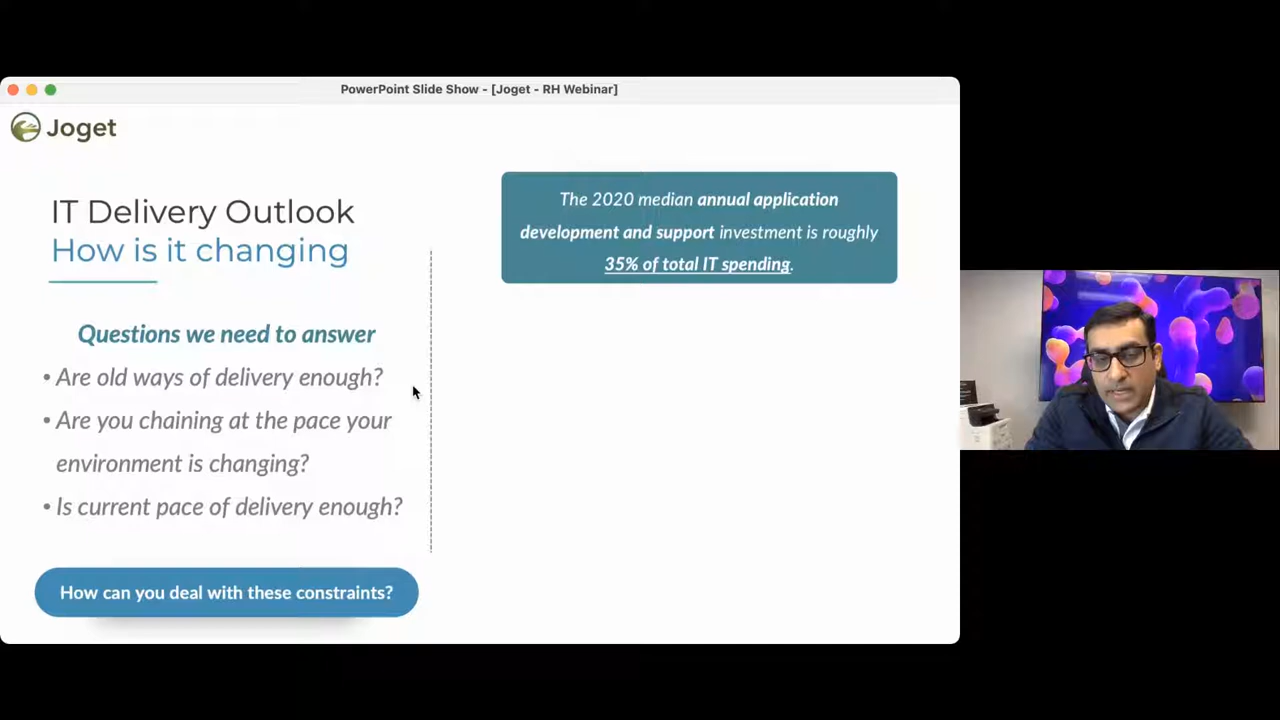 PowerPoint Slide Show - [Joget - RH Webinar]
Joget
IT Delivery Outlook
How is it changing
Questions we need to answer
• Are old ways of delivery enough?
• Are you chaining at the pace your
environment is changing?
• Is current pace of delivery enough?
How can you deal with these constraints?
The 2020 median annual application
development and support investment is roughly
35% of total IT spending.